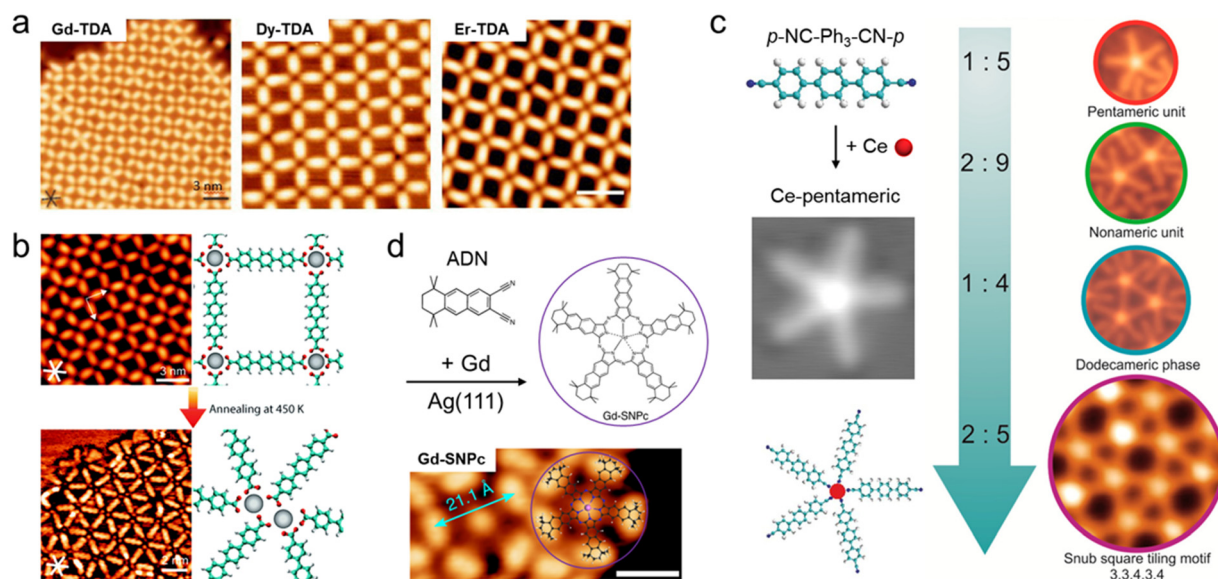 a
Gd-TDA
Dy-TDA
Er-TDA
3 nm
b
3 nm
Annealing at 450 K
2 nm
d
ADN
+ Gd
Ag(111)
Gd-SNPc
Gd-SNPc
21.1 Å
c
p-NC-Ph3-CN-p
+ Ce
Ce-pentameric
1 : 5
2 : 9
1 : 4
2 : 5
Pentameric unit
Nonameric unit
Dodecameric phase
Snub square tiling motif
3.3.4.3.4